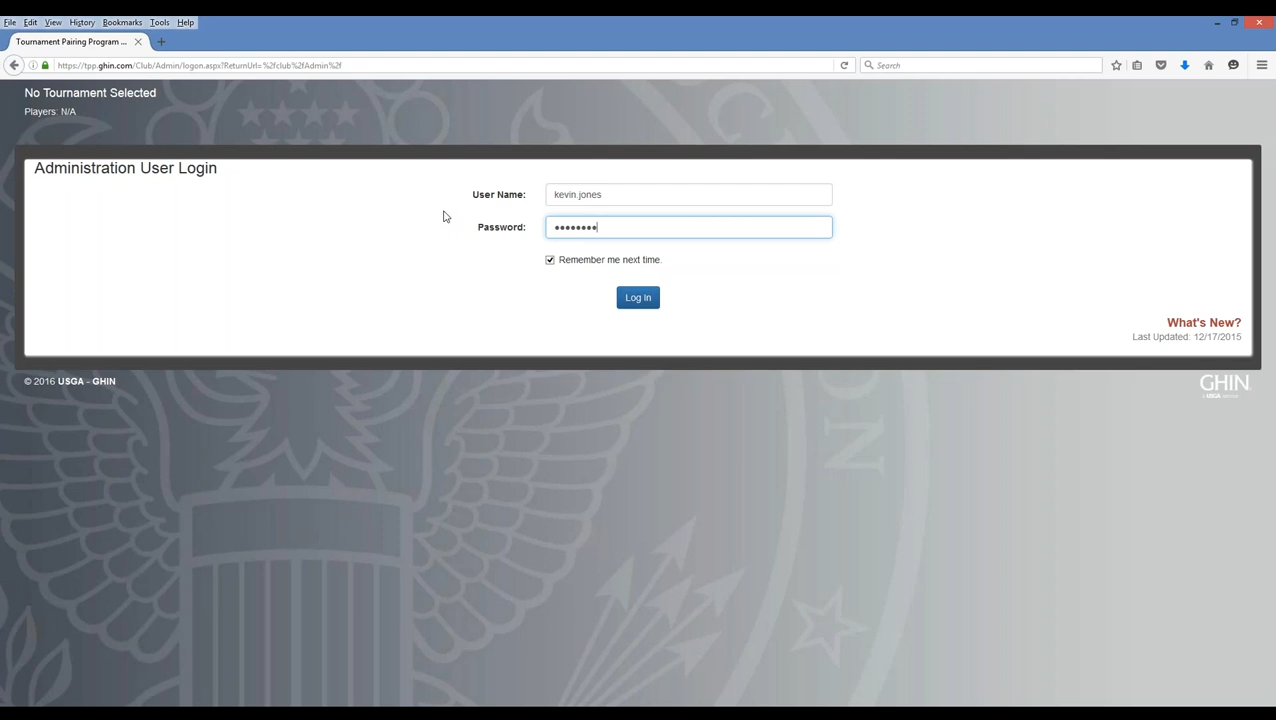 File Edit View History Bookmarks Tools Help
Tournament Pairing Program ...
https://tpp.ghin.com/Club/Admin/logon.aspx?ReturnUrl=%2fclub%2fAdmin%2f
Search
No Tournament Selected
Players: N/A
Administration User Login
User Name: kevin.jones
Password: ●●●●●●●●
Remember me next time.
Log In
What's New?
Last Updated: 12/17/2015
© 2016 USGA - GHIN
GHIN
ON